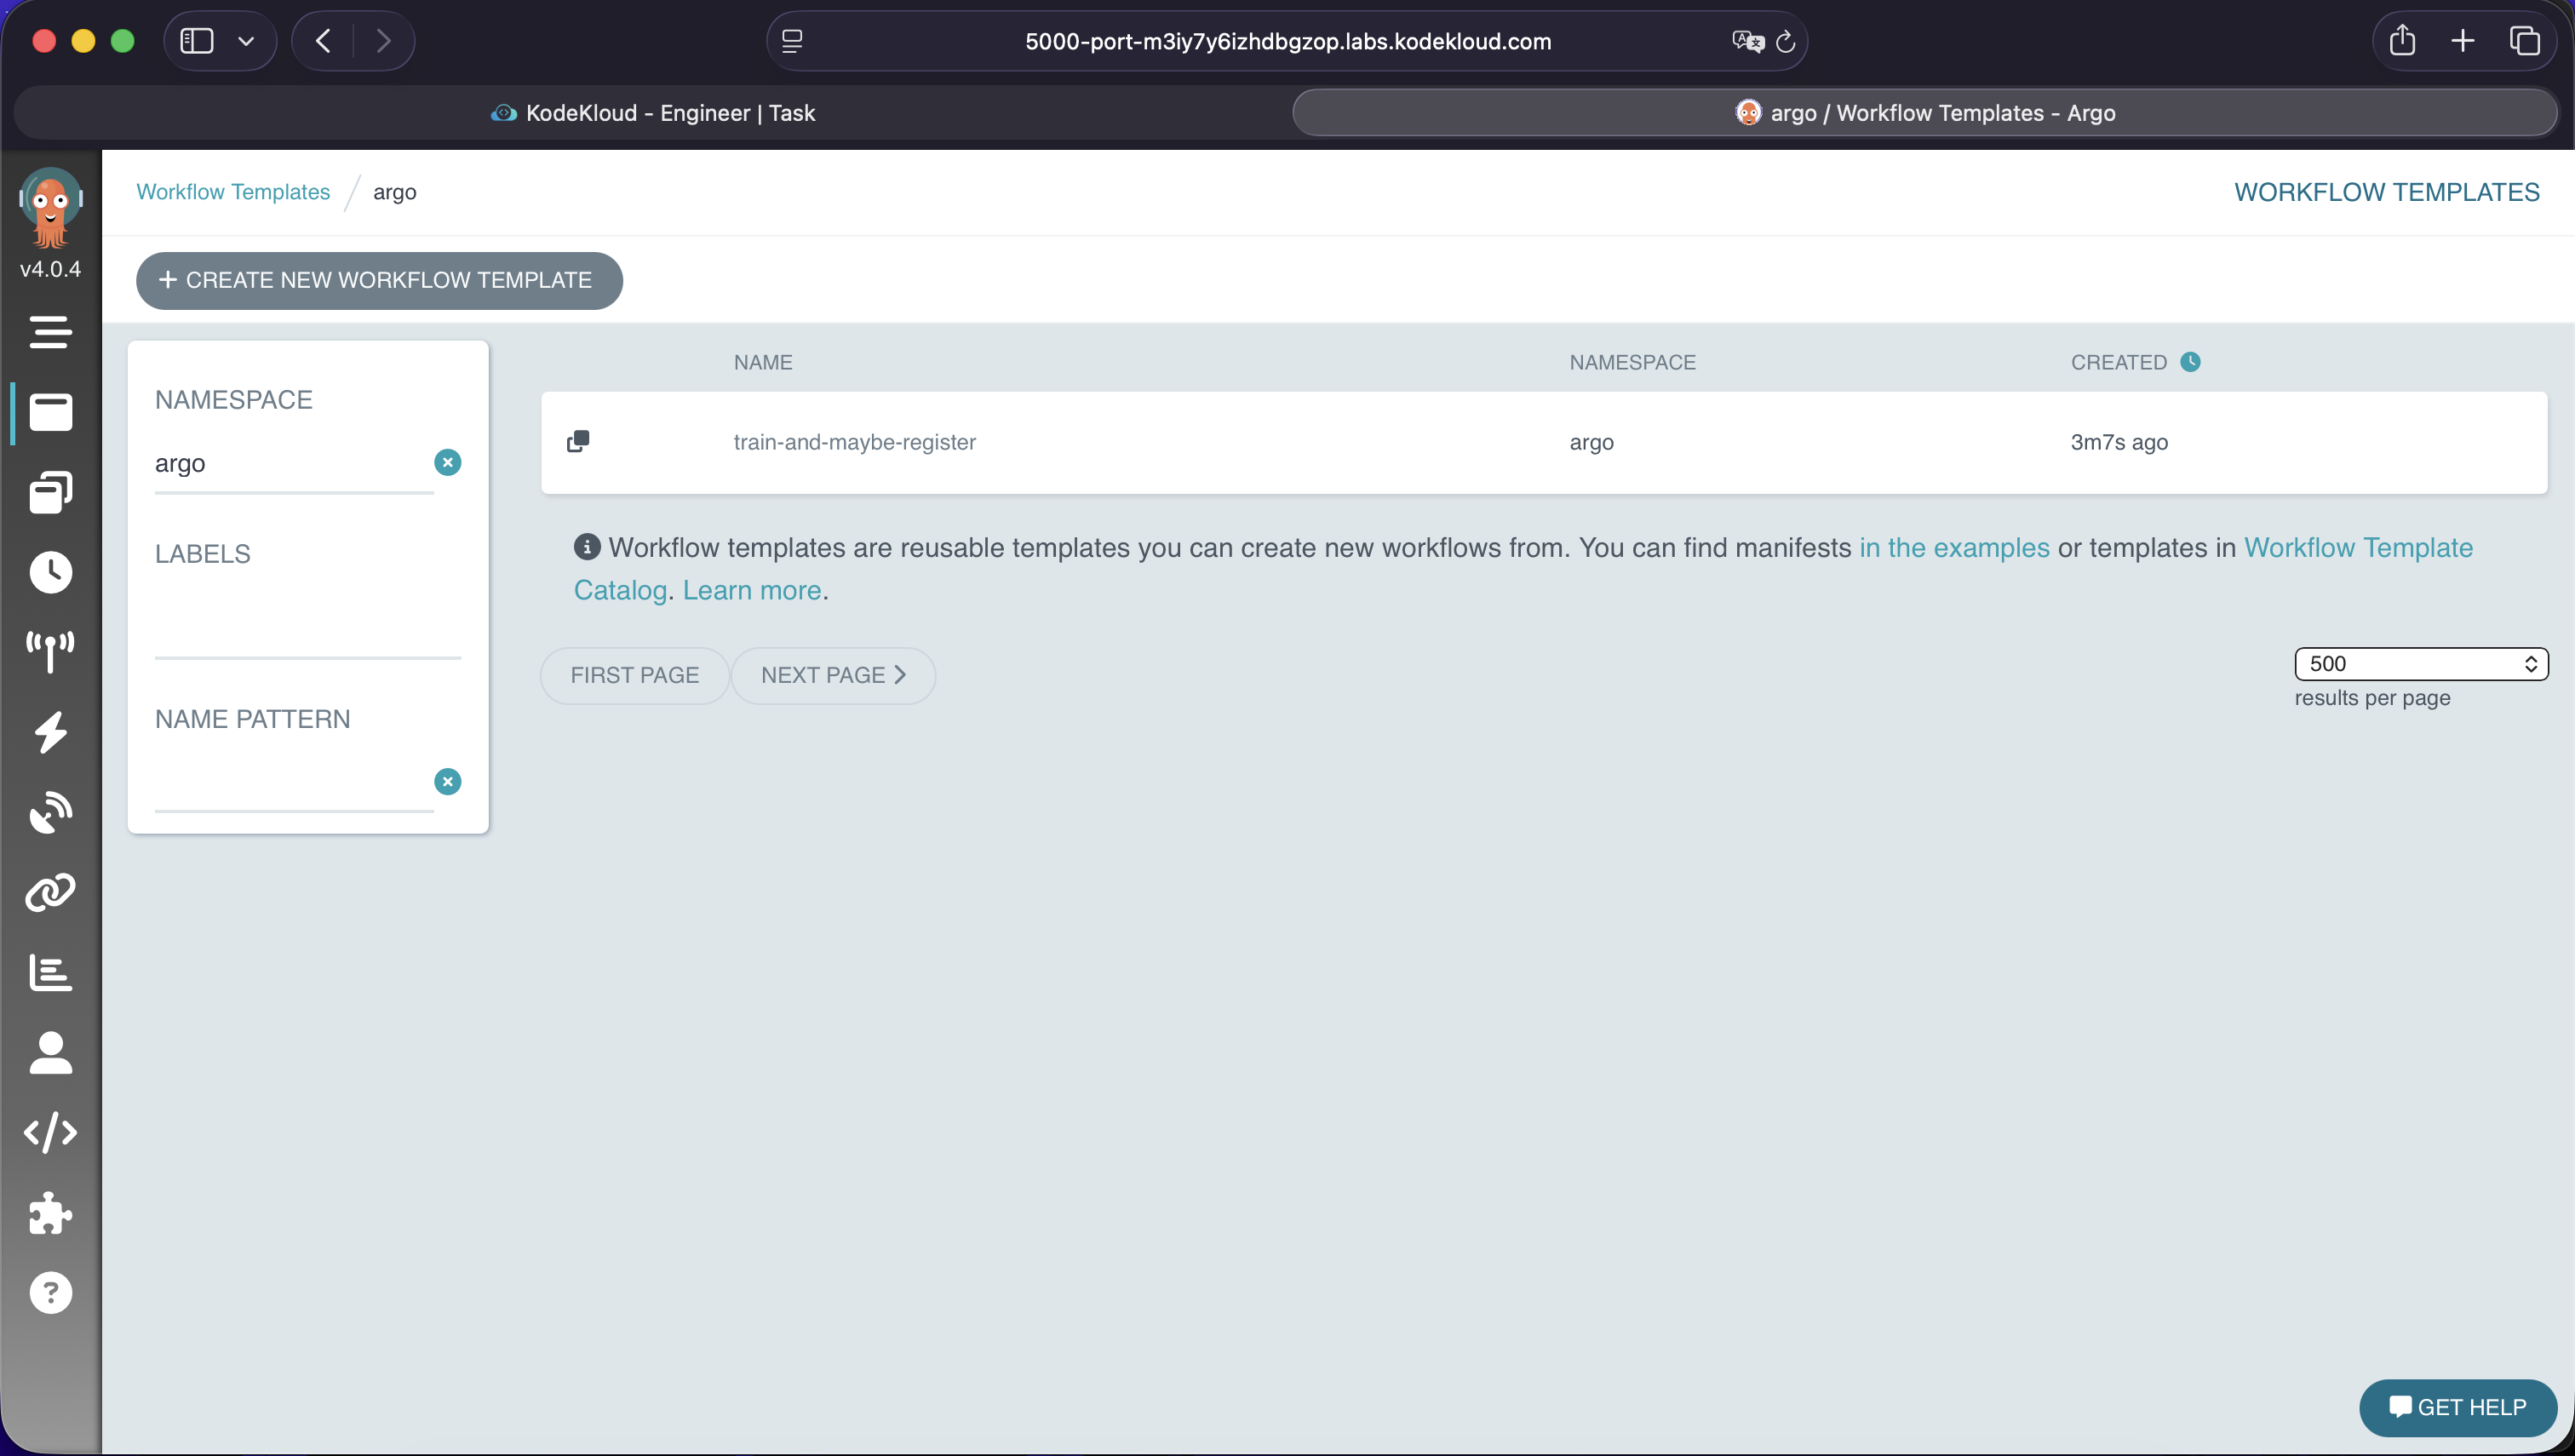 5000-port-m3iy7y6izhdbgzop.labs.kodekloud.com
KodeKloud - Engineer | Task
argo / Workflow Templates - Argo
v4.0.4
Workflow Templates / argo
WORKFLOW TEMPLATES
+ CREATE NEW WORKFLOW TEMPLATE
NAMESPACE
argo
LABELS
NAME PATTERN
NAME NAMESPACE CREATED
train-and-maybe-register argo 3m7s ago
Workflow templates are reusable templates you can create new workflows from. You can find manifests in the examples or templates in Workflow Template
Catalog. Learn more.
FIRST PAGE NEXT PAGE
500
results per page
GET HELP